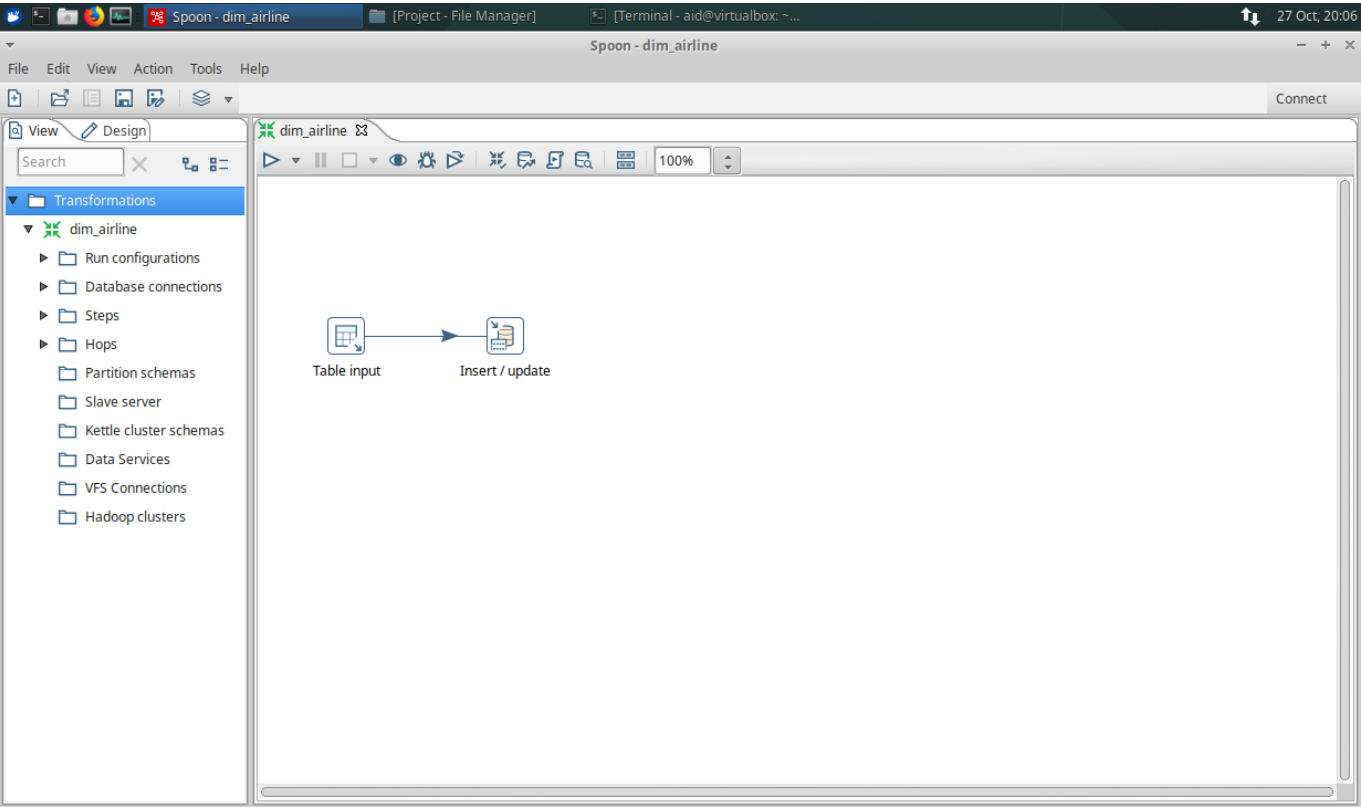 Spoon - dim_airline [Project - File Manager] [Terminal - aid@virtualbox: ~... 27 Oct, 20:06
Spoon - dim_airline
File Edit View Action Tools Help
Connect
View Design
dim_airline
Search
100%
Transformations
dim_airline
Run configurations
Database connections
Steps
Hops
Partition schemas
Slave server
Kettle cluster schemas
Data Services
VFS Connections
Hadoop clusters
Table input
Insert / update